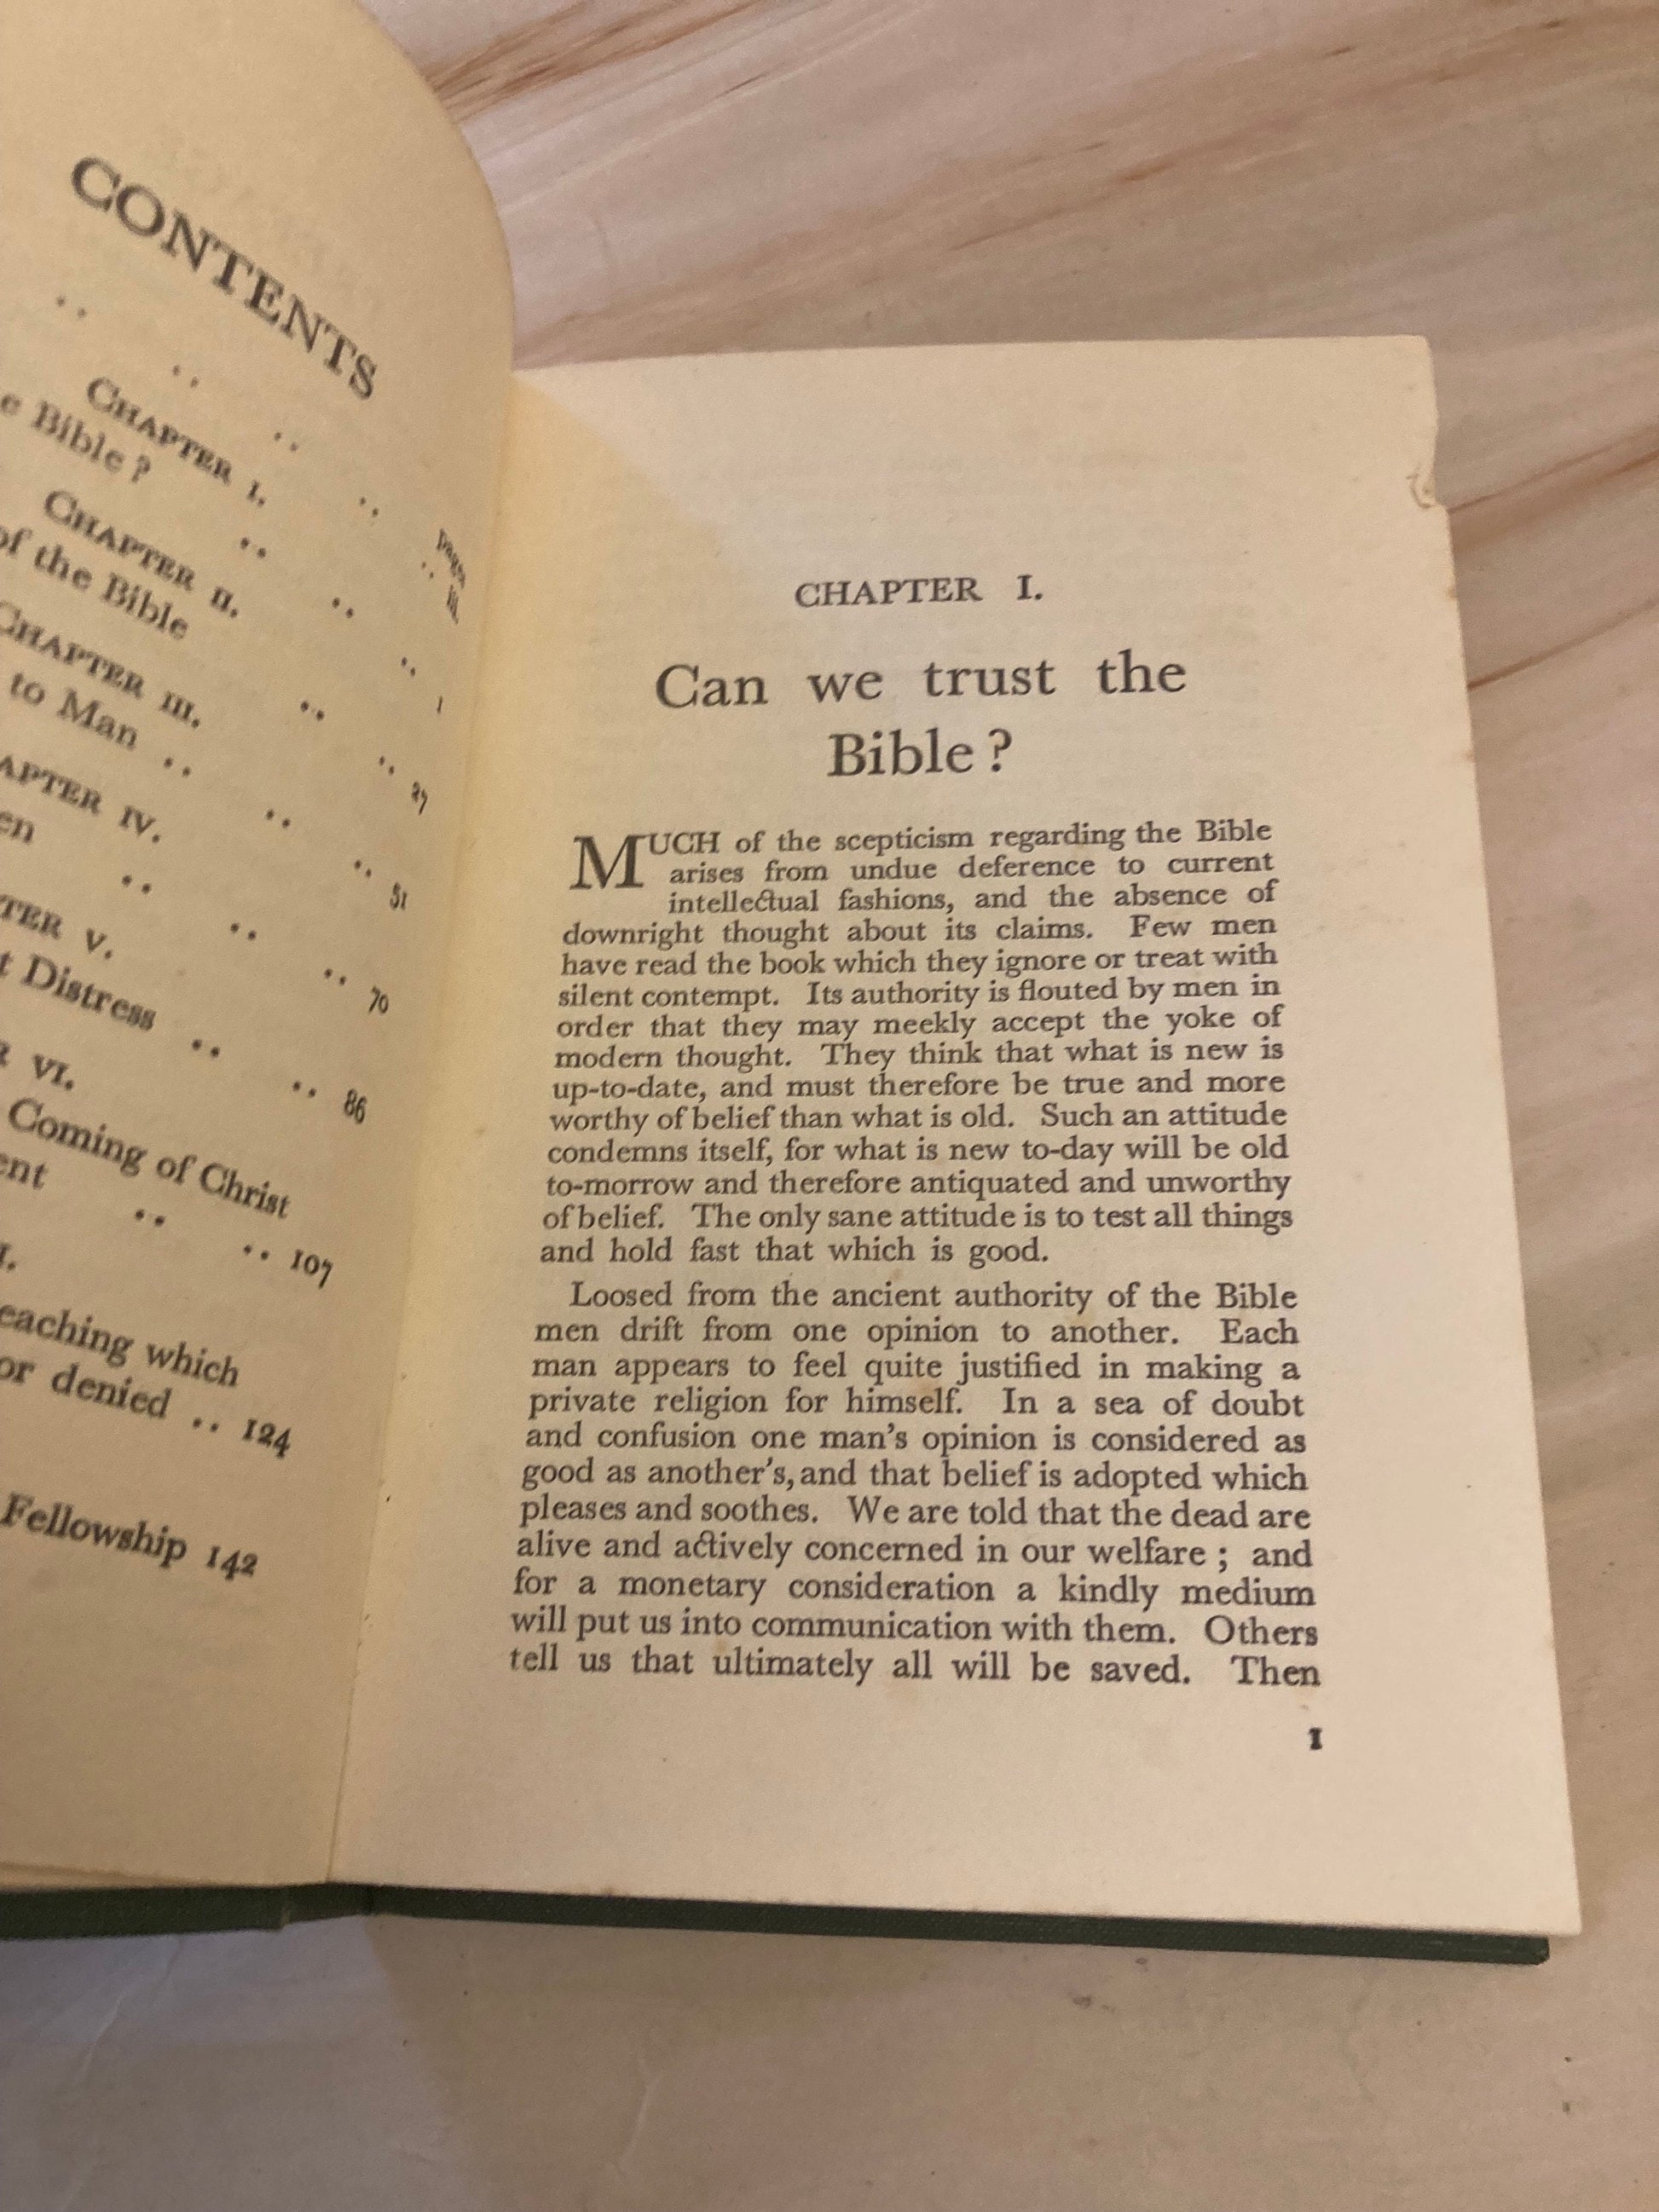 CONTENTS
pages
.. .. .. .. .. iii.
CHAPTER I.
e Bible? .. .. .. 1
CHAPTER II.
of the Bible .. .. 27
CHAPTER III.
to Man .. .. .. 51
APTER IV.
en .. .. .. 70
TER V.
t Distress .. .. 86
R VI.
Coming of Christ
ent .. .. 107
I.
eaching which
or denied .. 124
Fellowship 142
CHAPTER I.
Can we trust the
Bible?
MUCH of the scepticism regarding the Bible
arises from undue deference to current
intellectual fashions, and the absence of
downright thought about its claims. Few men
have read the book which they ignore or treat with
silent contempt. Its authority is flouted by men in
order that they may meekly accept the yoke of
modern thought. They think that what is new is
up-to-date, and must therefore be true and more
worthy of belief than what is old. Such an attitude
condemns itself, for what is new to-day will be old
to-morrow and therefore antiquated and unworthy
of belief. The only sane attitude is to test all things
and hold fast that which is good.
Loosed from the ancient authority of the Bible
men drift from one opinion to another. Each
man appears to feel quite justified in making a
private religion for himself. In a sea of doubt
and confusion one man's opinion is considered as
good as another's, and that belief is adopted which
pleases and soothes. We are told that the dead are
alive and actively concerned in our welfare; and
for a monetary consideration a kindly medium
will put us into communication with them. Others
tell us that ultimately all will be saved. Then
1